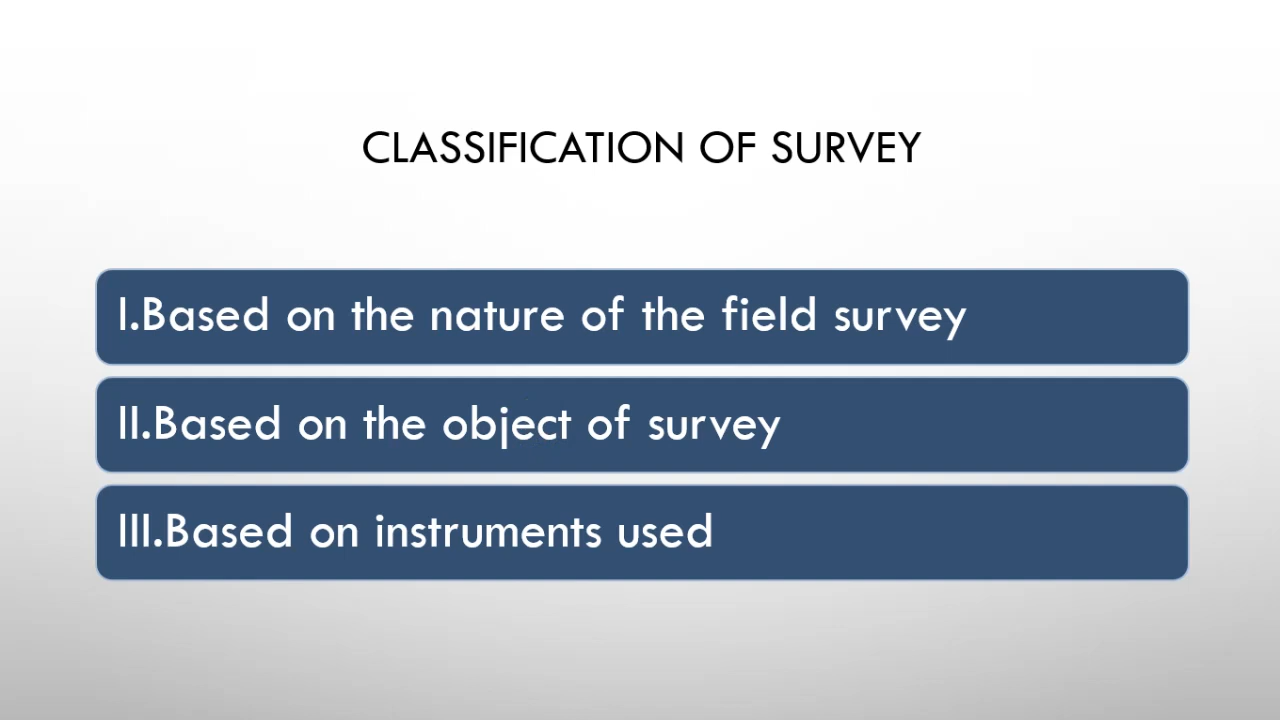 CLASSIFICATION OF SURVEY
I.Based on the nature of the field survey
II.Based on the object of survey
III.Based on instruments used